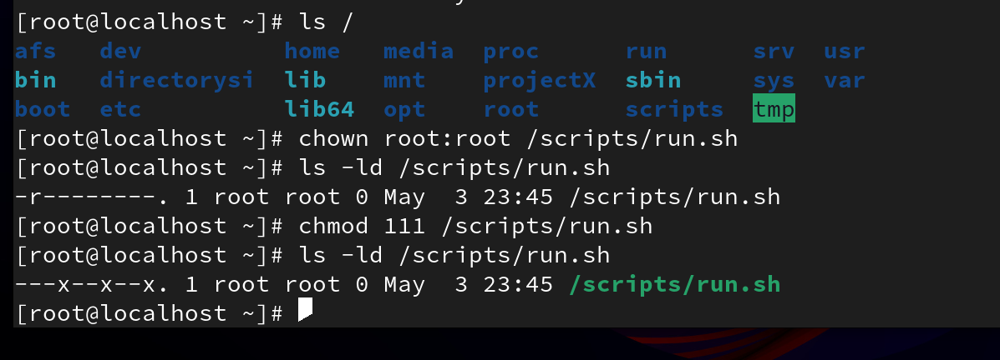 [root@localhost ~]# ls /
afs dev home media proc run srv usr
bin directorysi lib mnt projectX sbin sys var
boot etc lib64 opt root scripts tmp
[root@localhost ~]# chown root:root /scripts/run.sh
[root@localhost ~]# ls -ld /scripts/run.sh
-r--------. 1 root root 0 May  3 23:45 /scripts/run.sh
[root@localhost ~]# chmod 111 /scripts/run.sh
[root@localhost ~]# ls -ld /scripts/run.sh
---x--x--x. 1 root root 0 May  3 23:45 /scripts/run.sh
[root@localhost ~]#